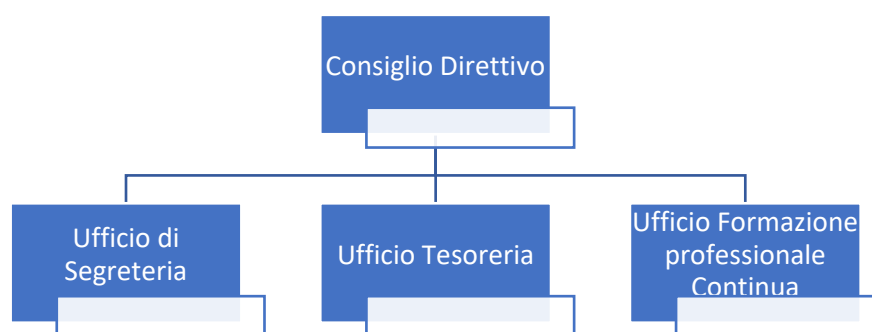 Consiglio Direttivo
Ufficio di
Segreteria
Ufficio Tesoreria
Ufficio Formazione
professionale
Continua